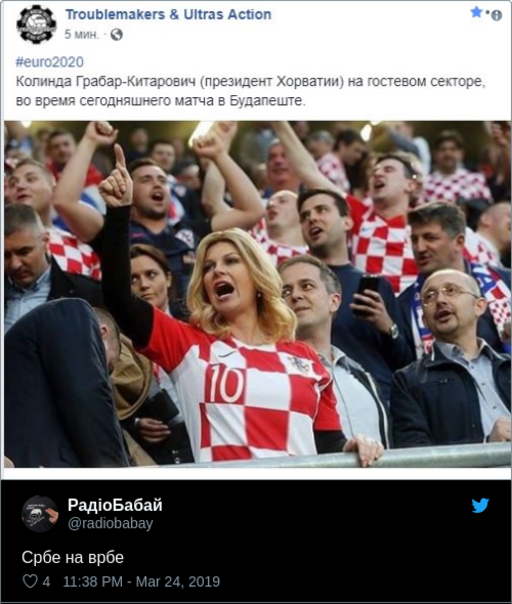 Troublemakers & Ultras Action
5 мин. ·
#euro2020
Колинда Грабар-Китарович (президент Хорватии) на гостевом секторе,
во время сегодняшнего матча в Будапеште.
10
РадіоБабай
@radiobabay
Србе на врбе
4 11:38 PM - Mar 24, 2019